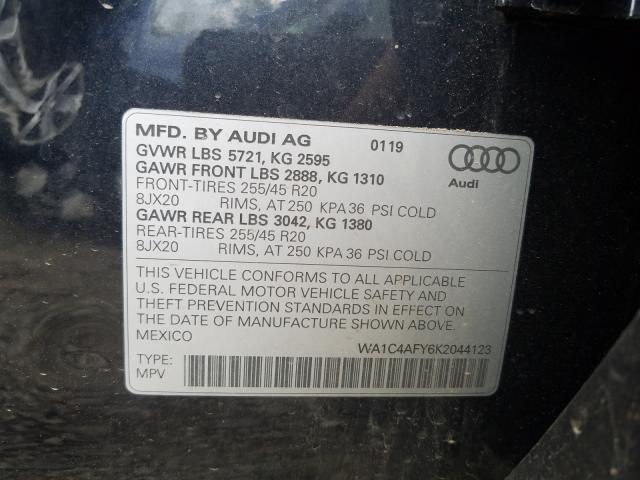 MFD. BY AUDI AG 0119
GVWR LBS 5721, KG 2595
GAWR FRONT LBS 2888, KG 1310
FRONT-TIRES 255/45 R20
8JX20 RIMS, AT 250 KPA 36 PSI COLD
GAWR REAR LBS 3042, KG 1380
REAR-TIRES 255/45 R20
8JX20 RIMS, AT 250 KPA 36 PSI COLD
Audi
THIS VEHICLE CONFORMS TO ALL APPLICABLE
U.S. FEDERAL MOTOR VEHICLE SAFETY AND
THEFT PREVENTION STANDARDS IN EFFECT ON
THE DATE OF MANUFACTURE SHOWN ABOVE.
MEXICO WA1C4AFY6K2044123
TYPE:
MPV